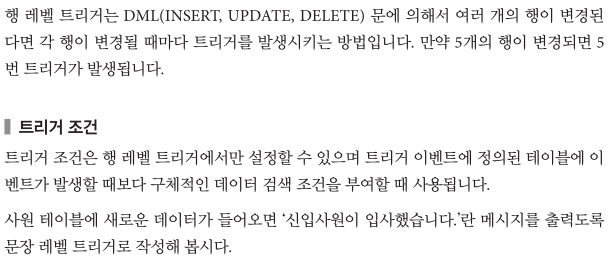 행 레벨 트리거는 DML(INSERT, UPDATE, DELETE) 문에 의해서 여러 개의 행이 변경된
다면 각 행이 변경될 때마다 트리거를 발생시키는 방법입니다. 만약 5개의 행이 변경되면 5
번 트리거가 발생됩니다.
트리거 조건
트리거 조건은 행 레벨 트리거에서만 설정할 수 있으며 트리거 이벤트에 정의된 테이블에 이
벤트가 발생할 때보다 구체적인 데이터 검색 조건을 부여할 때 사용됩니다.
사원 테이블에 새로운 데이터가 들어오면 ‘신입사원이 입사했습니다.’란 메시지를 출력도록
문장 레벨 트리거로 작성해 봅시다.